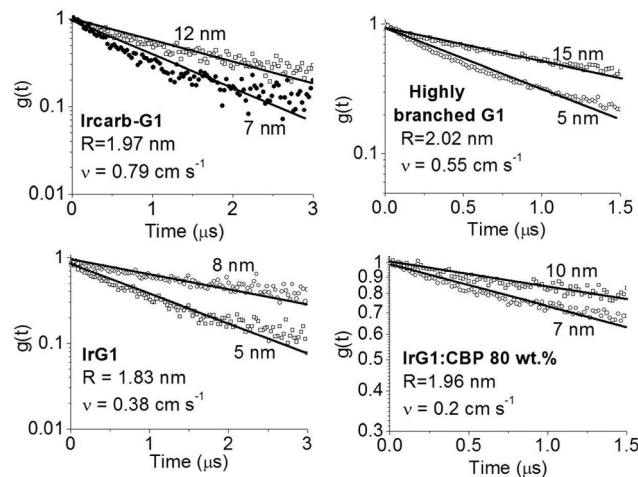 1
0.1
0.01
g(t)
12 nm
7 nm
Ircarb-G1
R=1.97 nm
ν = 0.79 cm s⁻¹
0 1 2 3
Time (μs)
1
0.1
g(t)
15 nm
5 nm
Highly
branched G1
R=2.02 nm
ν = 0.55 cm s⁻¹
0.0 0.5 1.0 1.5
Time (μs)
1
0.1
0.01
g(t)
8 nm
5 nm
IrG1
R = 1.83 nm
ν = 0.38 cm s⁻¹
0 1 2 3
Time (μs)
1
0.9
0.8
0.7
0.6
0.5
0.4
0.3
g(t)
10 nm
7 nm
IrG1:CBP 80 wt.%
R=1.96 nm
ν = 0.2 cm s⁻¹
0.0 0.5 1.0 1.5
Time (μs)